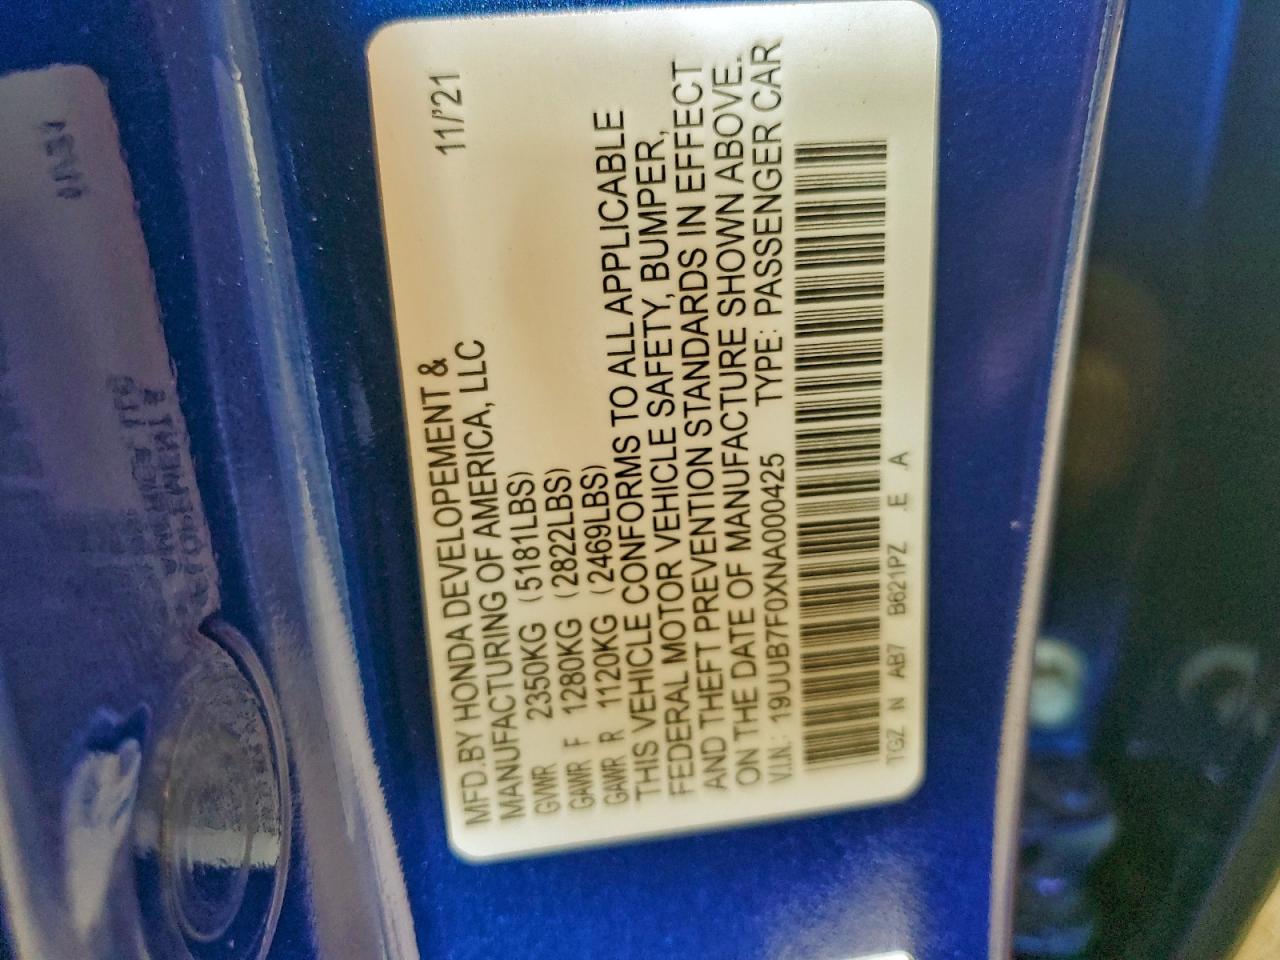 MFD.BY HONDA DEVELOPEMENT &
MANUFACTURING OF AMERICA, LLC 11/'21
GVWR 2350KG (5181LBS)
GAWR F 1280KG (2822LBS)
GAWR R 1120KG (2469LBS)
THIS VEHICLE CONFORMS TO ALL APPLICABLE
FEDERAL MOTOR VEHICLE SAFETY, BUMPER,
AND THEFT PREVENTION STANDARDS IN EFFECT
ON THE DATE OF MANUFACTURE SHOWN ABOVE.
V.I.N.: 19UUB7F0XNA000425 TYPE: PASSENGER CAR
TGZ N AB7 B621PZ E A